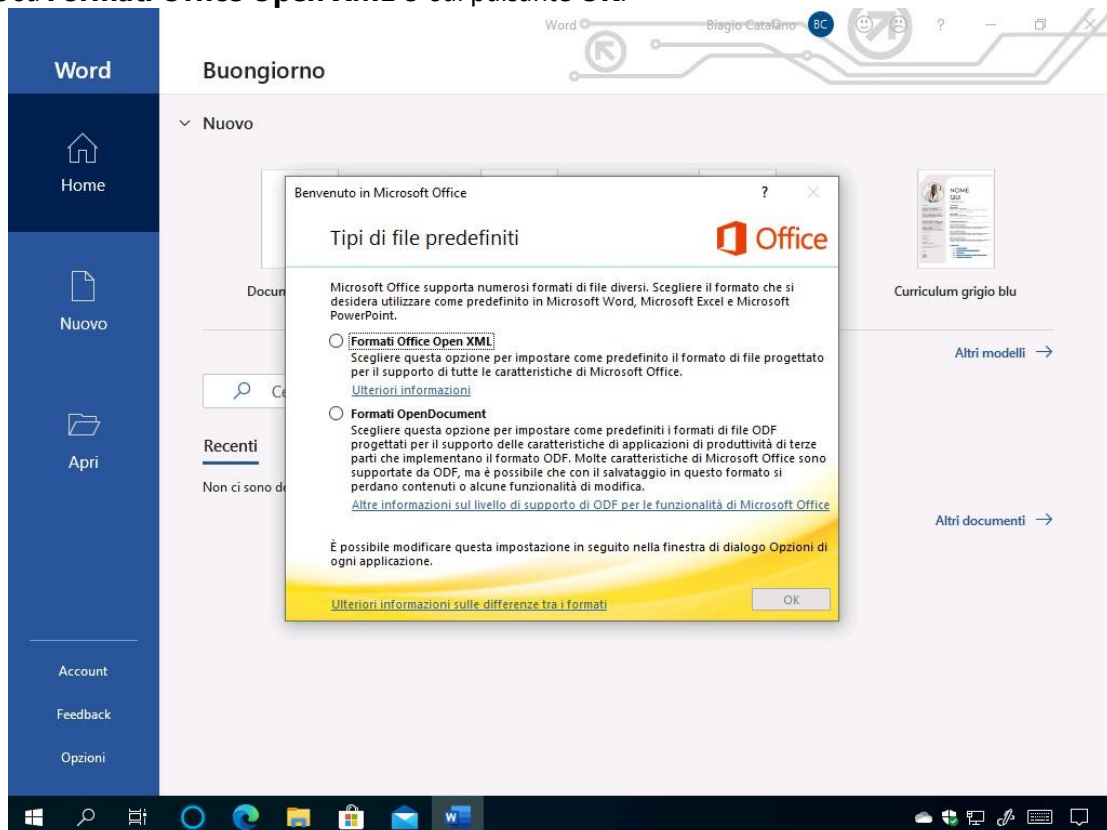 Formati Office Open XML
sul pulsante OK.
Word
Biagio Catalano
BC
?
Word
Buongiorno
Nuovo
Home
Nuovo
Apri
Account
Feedback
Opzioni
Benvenuto in Microsoft Office
?
Tipi di file predefiniti
Office
Microsoft Office supporta numerosi formati di file diversi. Scegliere il formato che si
desidera utilizzare come predefinito in Microsoft Word, Microsoft Excel e Microsoft
PowerPoint.
Formati Office Open XML
Scegliere questa opzione per impostare come predefinito il formato di file progettato
per il supporto di tutte le caratteristiche di Microsoft Office.
Ulteriori informazioni
Formati OpenDocument
Scegliere questa opzione per impostare come predefiniti i formati di file ODF
progettati per il supporto delle caratteristiche di applicazioni di produttività di terze
parti che implementano il formato ODF. Molte caratteristiche di Microsoft Office sono
supportate da ODF, ma è possibile che con il salvataggio in questo formato si
perdano contenuti o alcune funzionalità di modifica.
Altre informazioni sul livello di supporto di ODF per le funzionalità di Microsoft Office
È possibile modificare questa impostazione in seguito nella finestra di dialogo Opzioni di
ogni applicazione.
Ulteriori informazioni sulle differenze tra i formati
OK
Docum
NOME
QUI
Curriculum grigio blu
Altri modelli
Ce
Recenti
Non ci sono do
Altri documenti